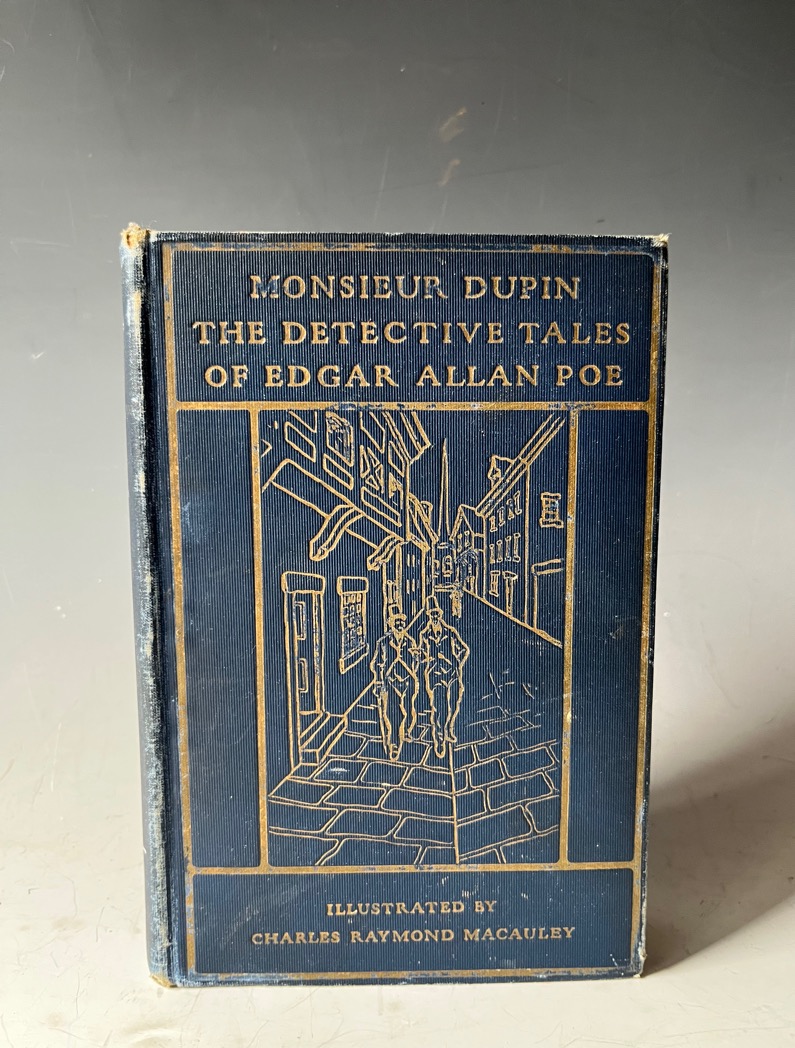 MONSIEUR DUPIN
THE DETECTIVE TALES
OF EDGAR ALLAN POE
ILLUSTRATED BY
CHARLES RAYMOND MACAULEY